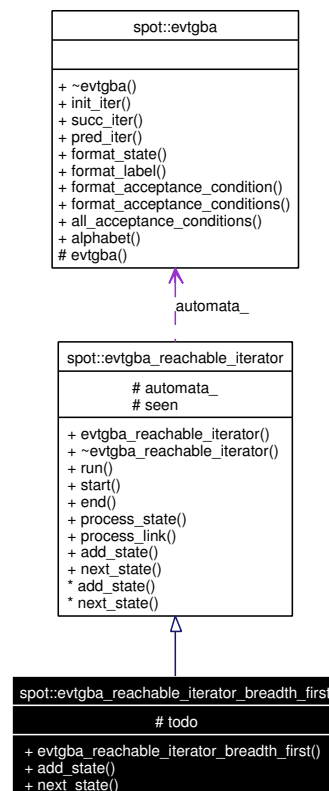 spot::evtgba
+ ~evtgba()
+ init_iter()
+ succ_iter()
+ pred_iter()
+ format_state()
+ format_label()
+ format_acceptance_condition()
+ format_acceptance_conditions()
+ all_acceptance_conditions()
+ alphabet()
# evtgba()
automata_
spot::evtgba_reachable_iterator
# automata_
# seen
+ evtgba_reachable_iterator()
+ ~evtgba_reachable_iterator()
+ run()
+ start()
+ end()
+ process_state()
+ process_link()
+ add_state()
+ next_state()
* add_state()
* next_state()
spot::evtgba_reachable_iterator_breadth_first
# todo
+ evtgba_reachable_iterator_breadth_first()
+ add_state()
+ next_state()